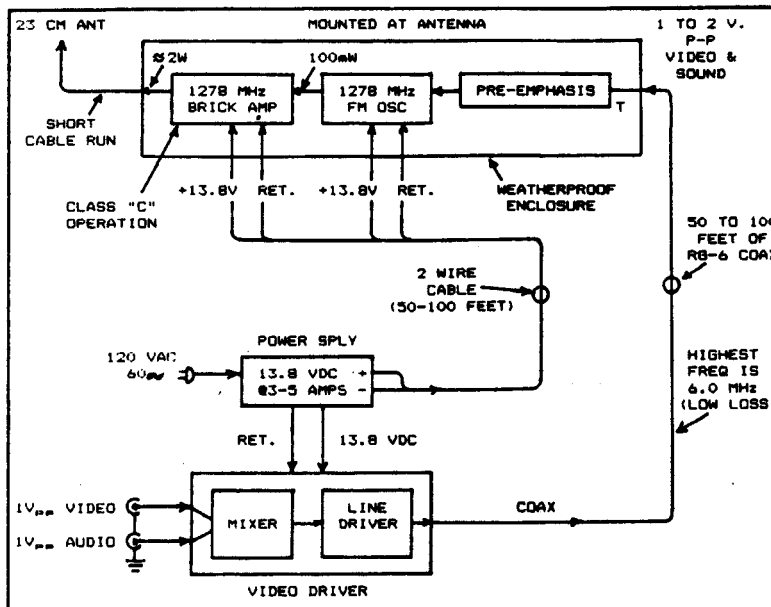 23 CM ANT
MOUNTED AT ANTENNA
1 TO 2 V.
P-P
VIDEO &
SOUND
≈2W
100mW
1278 MHz
BRICK AMP
1278 MHz
FM OSC
PRE-EMPHASIS
T
SHORT
CABLE RUN
+13.8V
RET.
+13.8V
RET.
WEATHERPROOF
ENCLOSURE
CLASS "C"
OPERATION
50 TO 100
FEET OF
RG-6 COAX
2 WIRE
CABLE
(50-100 FEET)
POWER SPLY
120 VAC
60~
13.8 VDC +
@3-5 AMPS -
HIGHEST
FREQ IS
6.0 MHz
(LOW LOSS
RET.
13.8 VDC
1Vpp VIDEO
1Vpp AUDIO
MIXER
LINE
DRIVER
COAX
VIDEO DRIVER